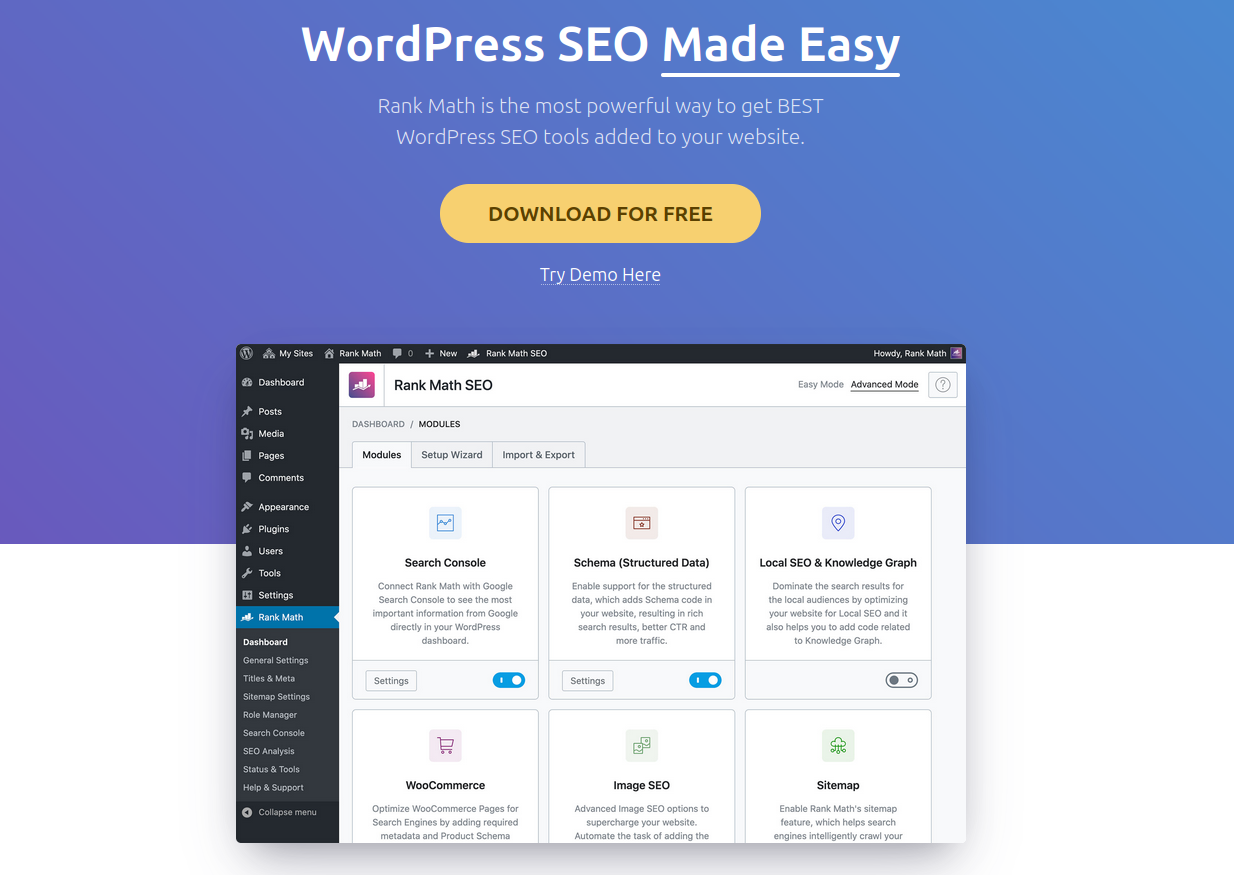 WordPress SEO Made Easy
Rank Math is the most powerful way to get BEST
WordPress SEO tools added to your website.
DOWNLOAD FOR FREE
Try Demo Here
My Sites Rank Math 0 New Rank Math SEO Howdy, Rank Math
Dashboard
Posts
Media
Pages
Comments
Appearance
Plugins
Users
Tools
Settings
Rank Math
Dashboard
General Settings
Titles & Meta
Sitemap Settings
Role Manager
Search Console
SEO Analysis
Status & Tools
Help & Support
Collapse menu
Rank Math SEO
Easy Mode Advanced Mode ?
DASHBOARD / MODULES
Modules Setup Wizard Import & Export
Search Console
Connect Rank Math with Google
Search Console to see the most
important information from Google
directly in your WordPress
dashboard.
Settings
Schema (Structured Data)
Enable support for the structured
data, which adds Schema code in
your website, resulting in rich
search results, better CTR and
more traffic.
Settings
Local SEO & Knowledge Graph
Dominate the search results for
the local audiences by optimizing
your website for Local SEO and it
also helps you to add code related
to Knowledge Graph.
WooCommerce
Optimize WooCommerce Pages for
Search Engines by adding required
metadata and Product Schema
Image SEO
Advanced Image SEO options to
supercharge your website.
Automate the task of adding the
Sitemap
Enable Rank Math's sitemap
feature, which helps search
engines intelligently crawl your